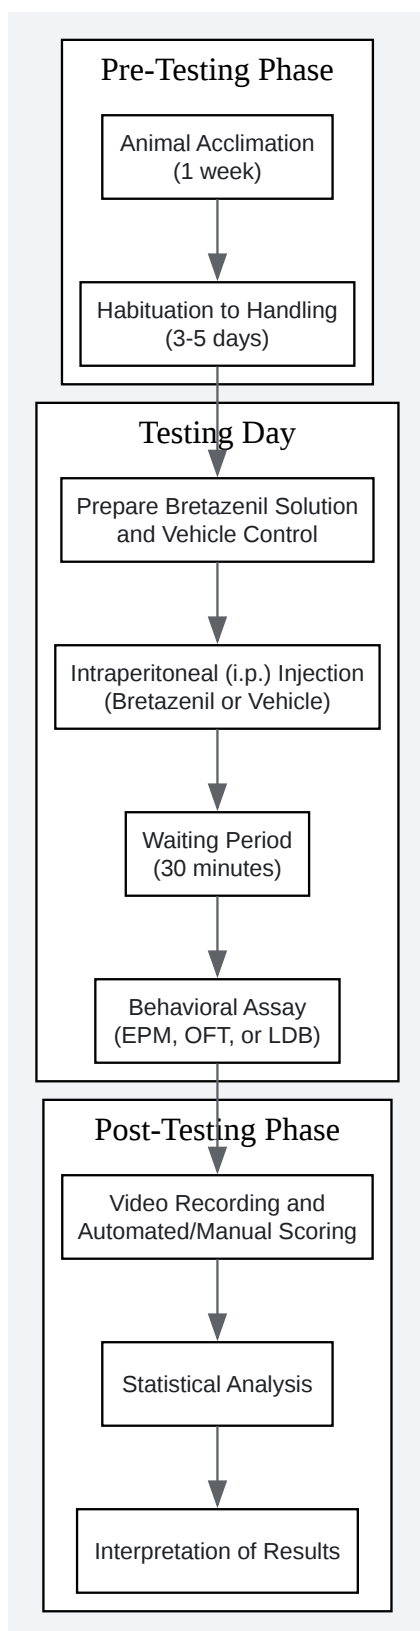 Pre-Testing Phase
Animal Acclimation
(1 week)
Habituation to Handling
(3-5 days)
Testing Day
Prepare Bretazenil Solution
and Vehicle Control
Intraperitoneal (i.p.) Injection
(Bretazenil or Vehicle)
Waiting Period
(30 minutes)
Behavioral Assay
(EPM, OFT, or LDB)
Post-Testing Phase
Video Recording and
Automated/Manual Scoring
Statistical Analysis
Interpretation of Results